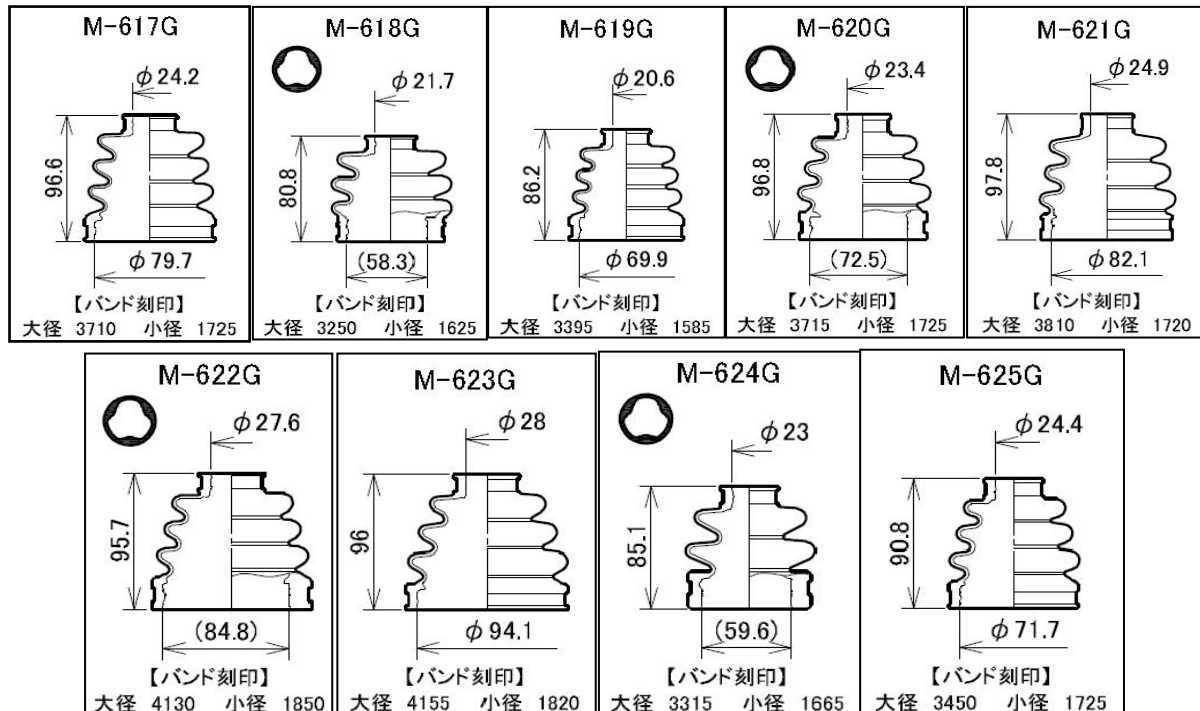 M-617G
φ24.2
96.6
φ79.7
【バンド刻印】
大径 3710 小径 1725
M-618G
φ21.7
80.8
(58.3)
【バンド刻印】
大径 3250 小径 1625
M-619G
φ20.6
86.2
φ69.9
【バンド刻印】
大径 3395 小径 1585
M-620G
φ23.4
96.8
(72.5)
【バンド刻印】
大径 3715 小径 1725
M-621G
φ24.9
97.8
φ82.1
【バンド刻印】
大径 3810 小径 1720
M-622G
φ27.6
95.7
(84.8)
【バンド刻印】
大径 4130 小径 1850
M-623G
φ28
96
φ94.1
【バンド刻印】
大径 4155 小径 1820
M-624G
φ23
85.1
(59.6)
【バンド刻印】
大径 3315 小径 1665
M-625G
φ24.4
90.8
φ71.7
【バンド刻印】
大径 3450 小径 1725